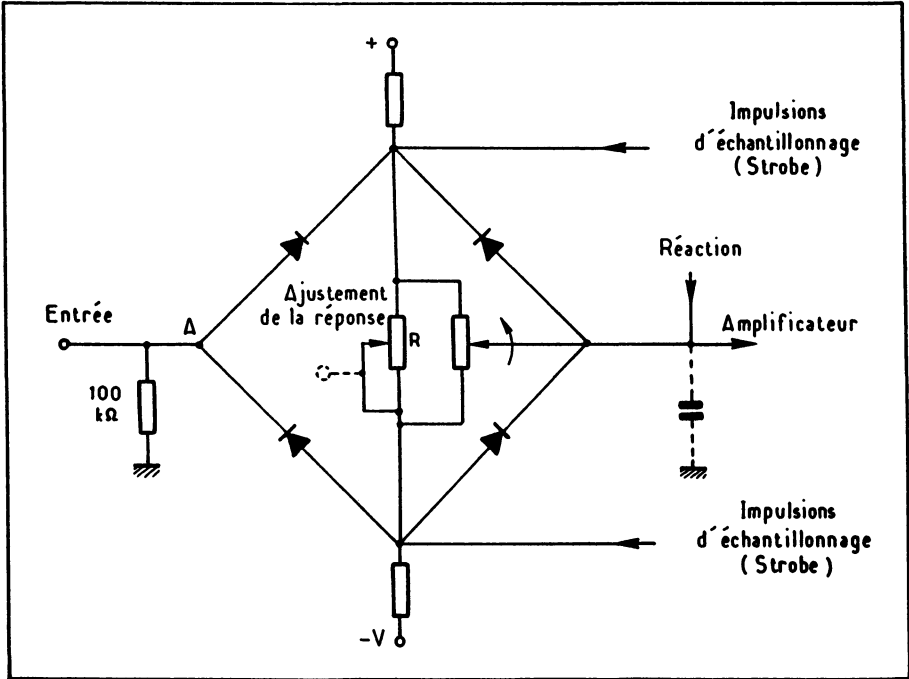 +
Impulsions
d'échantillonnage
(Strobe)
Réaction
Ajustement
de la réponse
Entrée
A
R
Amplificateur
100
kΩ
Impulsions
d'échantillonnage
(Strobe)
-V